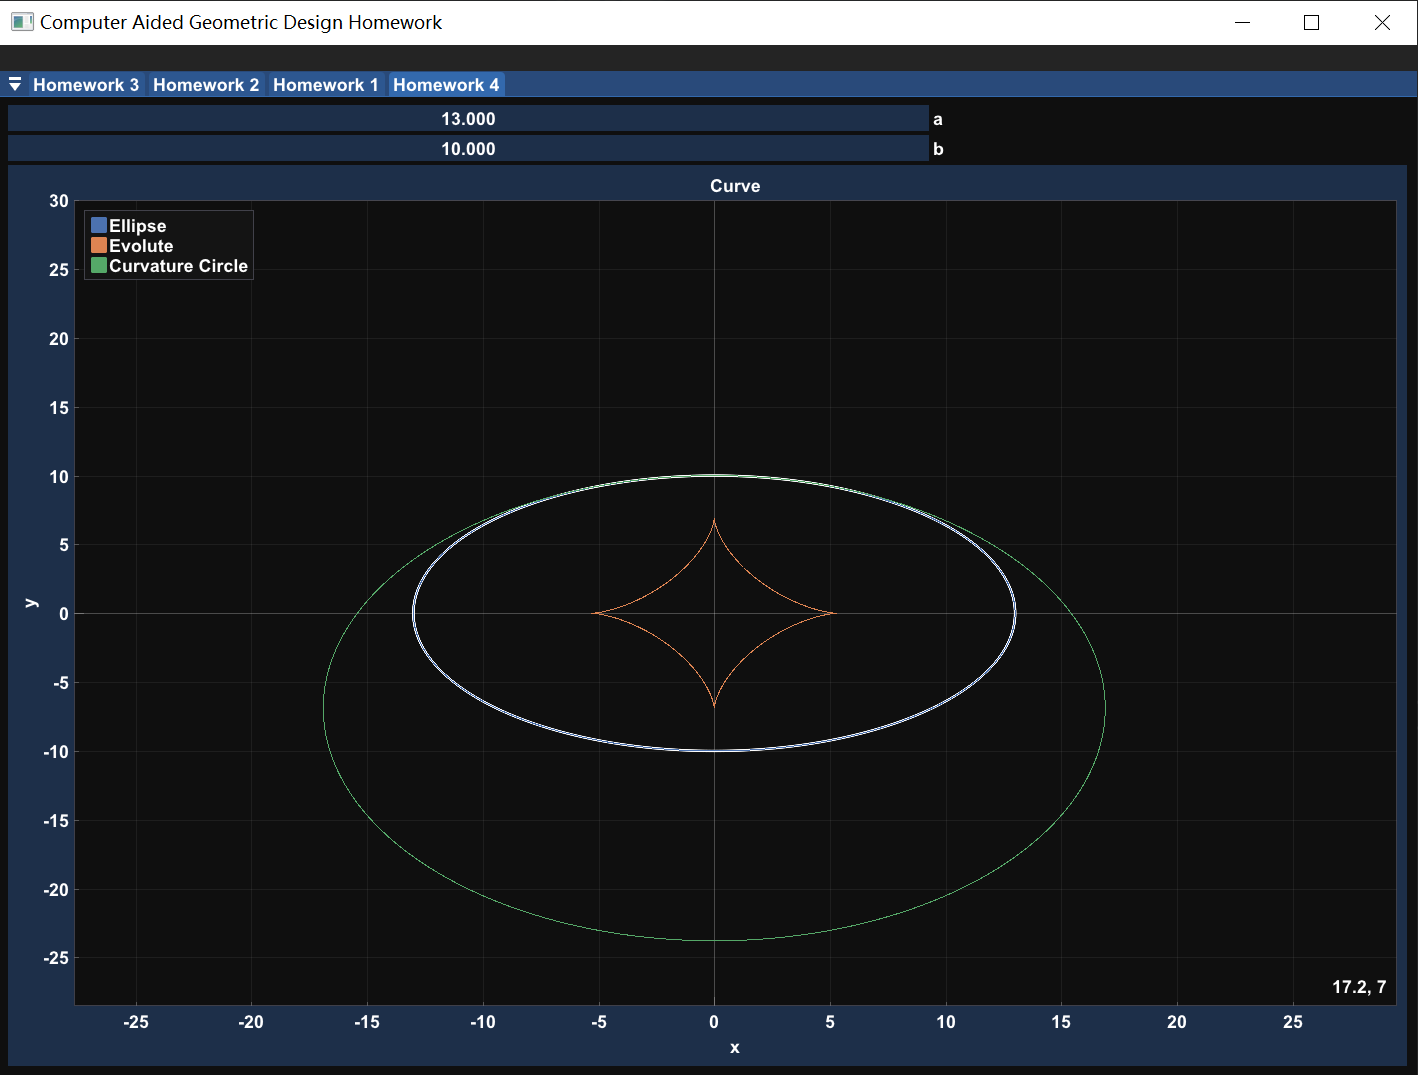 Computer Aided Geometric Design Homework
Homework 3 Homework 2 Homework 1 Homework 4
13.000 a
10.000 b
Curve
Ellipse
Evolute
Curvature Circle
30
25
20
15
10
5
0
-5
-10
-15
-20
-25
y
17.2, 7
-25 -20 -15 -10 -5 0 5 10 15 20 25
x